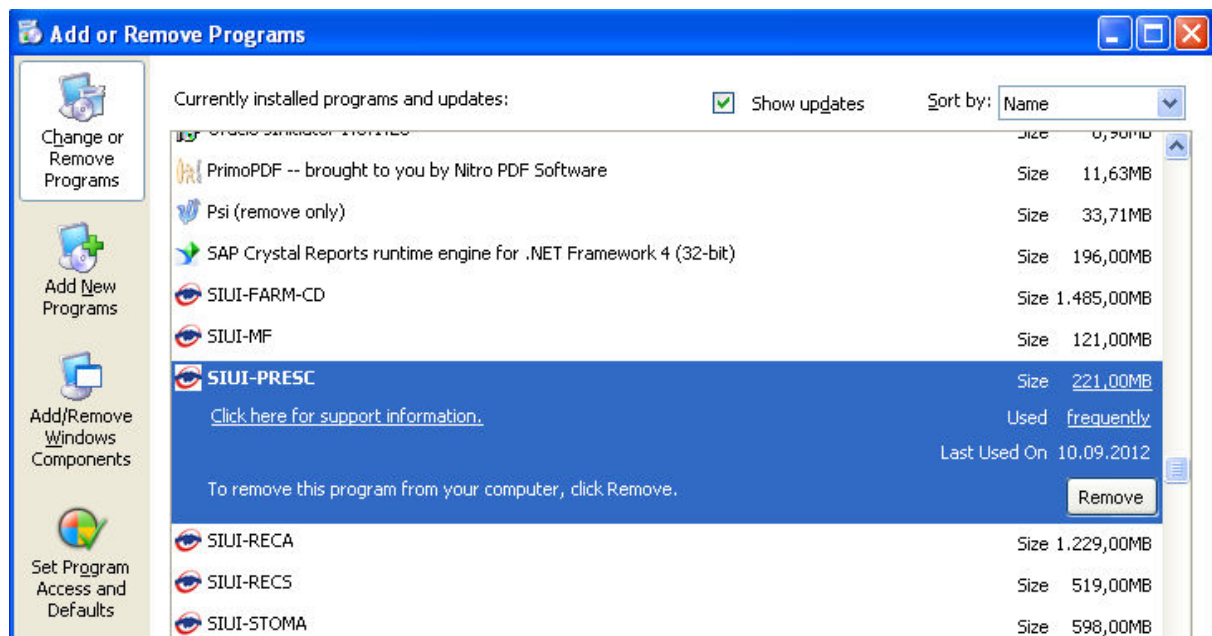 Add or Remove Programs
Change or
Remove
Programs
Add New
Programs
Add/Remove
Windows
Components
Set Program
Access and
Defaults
Currently installed programs and updates:
Show updates
Sort by: Name
Size
PrimoPDF -- brought to you by Nitro PDF Software Size 11,63MB
Psi (remove only) Size 33,71MB
SAP Crystal Reports runtime engine for .NET Framework 4 (32-bit) Size 196,00MB
SIUI-FARM-CD Size 1.485,00MB
SIUI-MF Size 121,00MB
SIUI-PRESC Size 221,00MB
Click here for support information. Used frequently
Last Used On 10.09.2012
To remove this program from your computer, click Remove. Remove
SIUI-RECA Size 1.229,00MB
SIUI-RECS Size 519,00MB
SIUI-STOMA Size 598,00MB